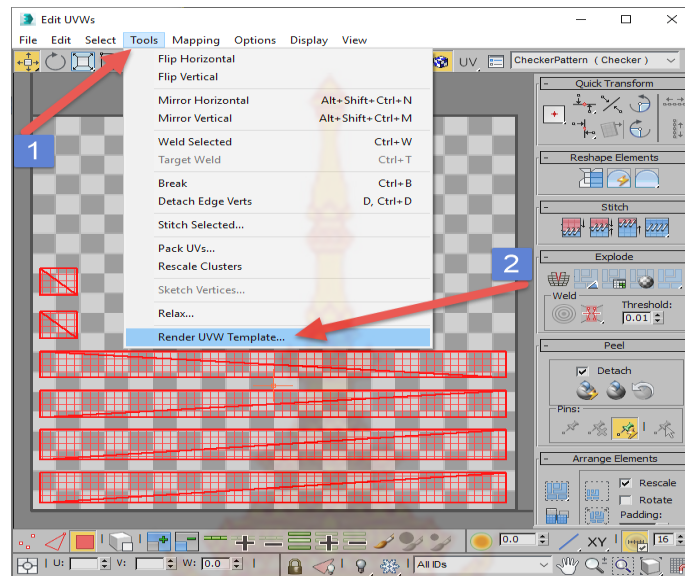 Edit UVWs
File Edit Select Tools Mapping Options Display View
UV CheckerPattern ( Checker )
Flip Horizontal
Flip Vertical
Mirror Horizontal Alt+Shift+Ctrl+N
Mirror Vertical Alt+Shift+Ctrl+M
Weld Selected Ctrl+W
Target Weld Ctrl+T
Break Ctrl+B
Detach Edge Verts D, Ctrl+D
Stitch Selected...
Pack UVs...
Rescale Clusters
Sketch Vertices...
Relax...
Render UVW Template...
1
2
Quick Transform
Reshape Elements
Stitch
Explode
Weld
Threshold:
0.01
Peel
Detach
Pins:
Arrange Elements
Rescale
Rotate
Padding:
0.0 XY 16
U: V: W: 0.0 All IDs